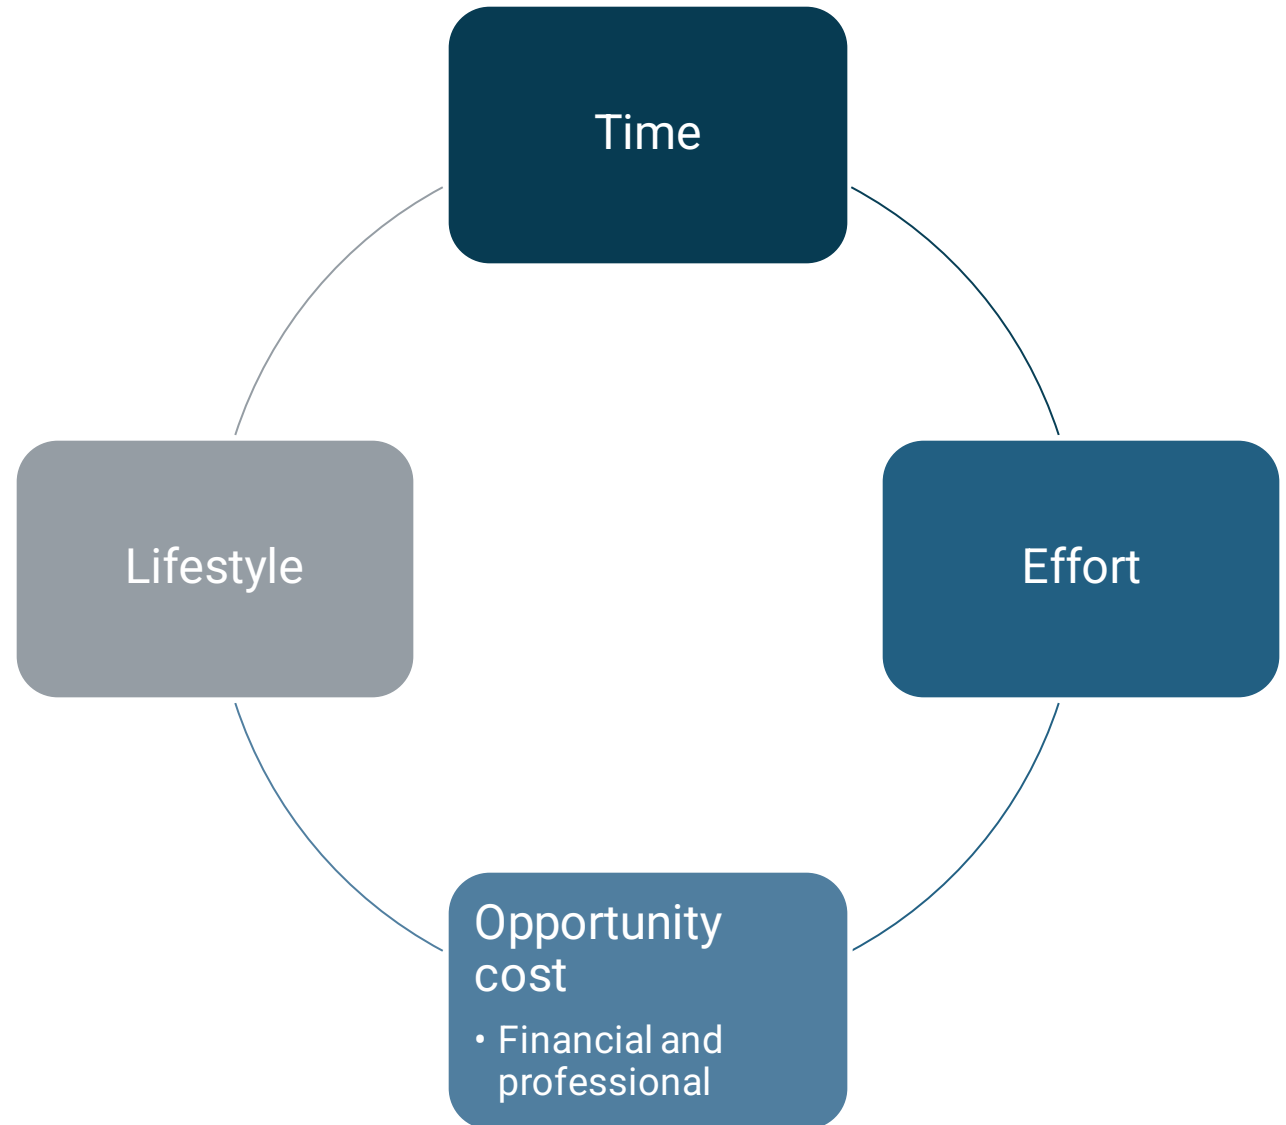 Time
Lifestyle
Effort
Opportunity
cost
• Financial and
professional